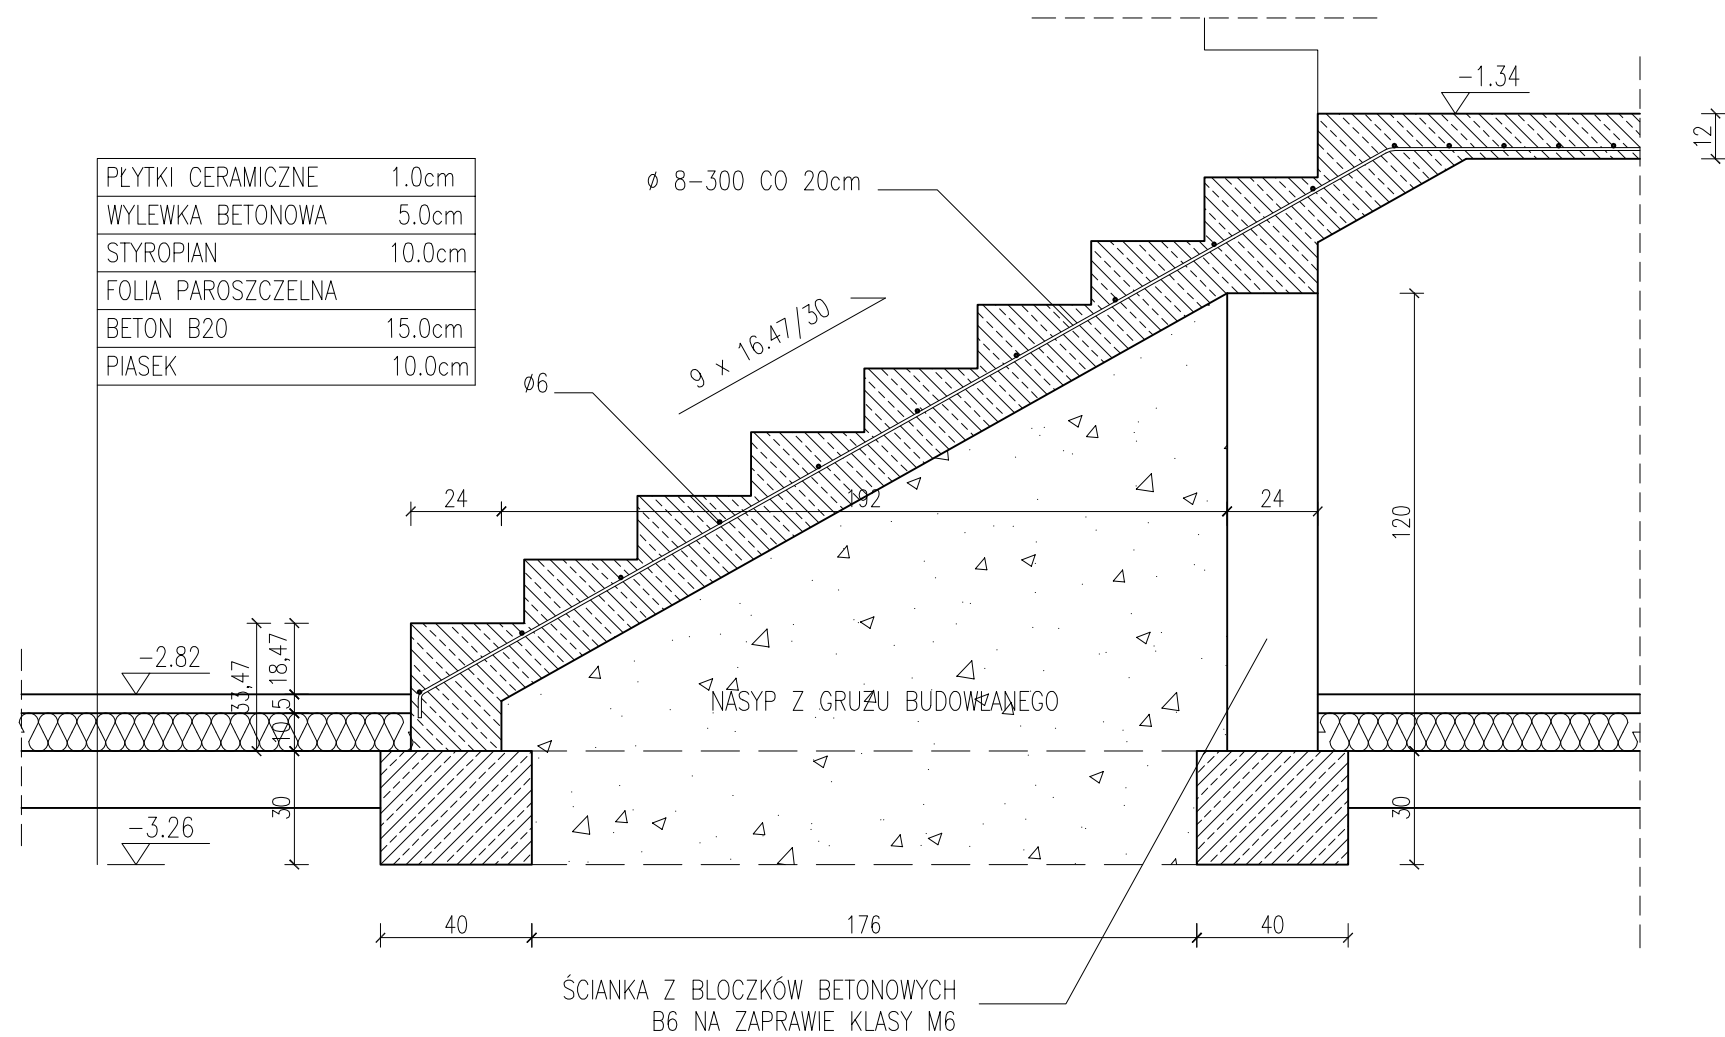 -1.34
12
PŁYTKI CERAMICZNE 1.0cm
WYLEWKA BETONOWA 5.0cm
STYROPIAN 10.0cm
FOLIA PAROSZCZELNA
BETON B20 15.0cm
PIASEK 10.0cm
ø 8-300 CO 20cm
9 x 16.47/30
ø6
24
192
24
120
-2.82
33,47
18,47
5
10
NASYP Z GRUZU BUDOWLANEGO
30
30
-3.26
40
176
40
ŚCIANKA Z BLOCZKÓW BETONOWYCH
B6 NA ZAPRAWIE KLASY M6